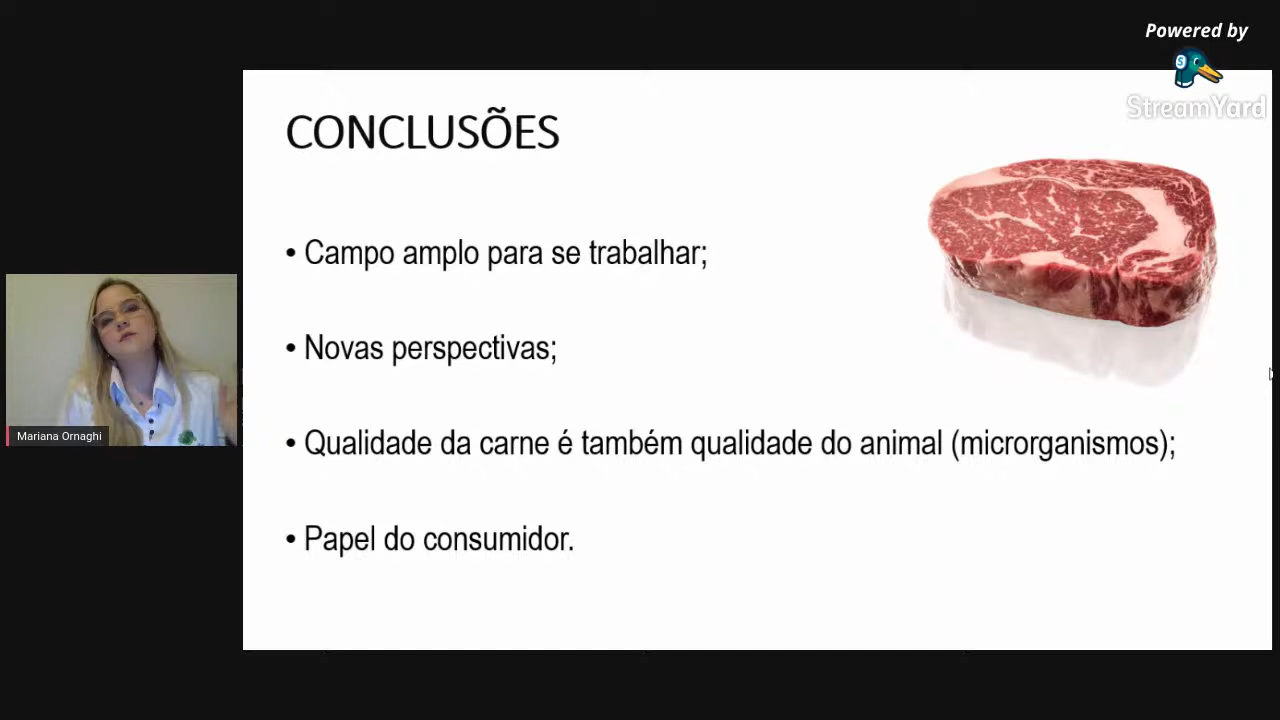 Powered by
StreamYard
CONCLUSÕES
• Campo amplo para se trabalhar;
• Novas perspectivas;
• Qualidade da carne é também qualidade do animal (microrganismos);
• Papel do consumidor.
Mariana Ornaghi